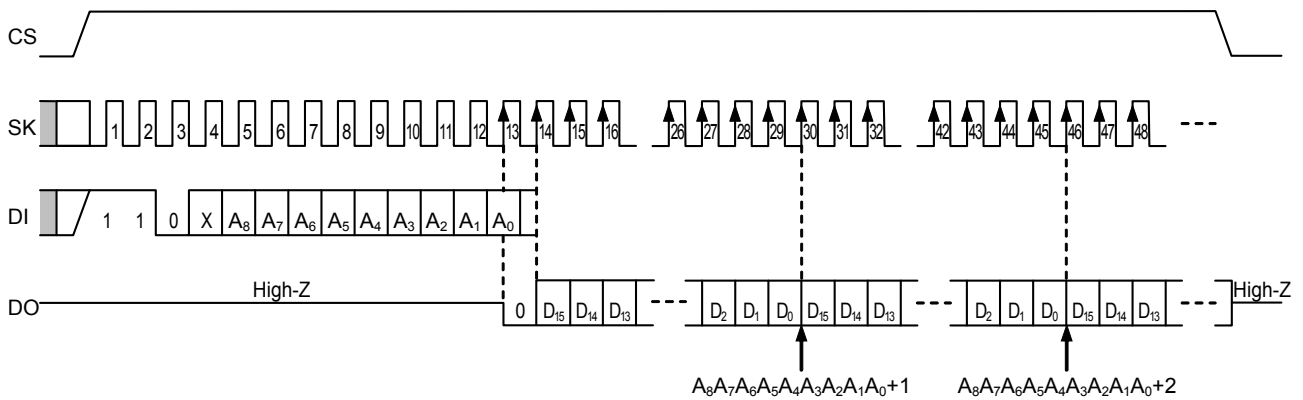 CS
SK 1 2 3 4 5 6 7 8 9 10 11 12 13 14 15 16 26 27 28 29 30 31 32 42 43 44 45 46 47 48
DI 1 1 0 X A₈ A₇ A₆ A₅ A₄ A₃ A₂ A₁ A₀
High-Z High-Z
DO 0 D₁₅ D₁₄ D₁₃ D₂ D₁ D₀ D₁₅ D₁₄ D₁₃ D₂ D₁ D₀ D₁₅ D₁₄ D₁₃
A₈A₇A₆A₅A₄A₃A₂A₁A₀+1 A₈A₇A₆A₅A₄A₃A₂A₁A₀+2